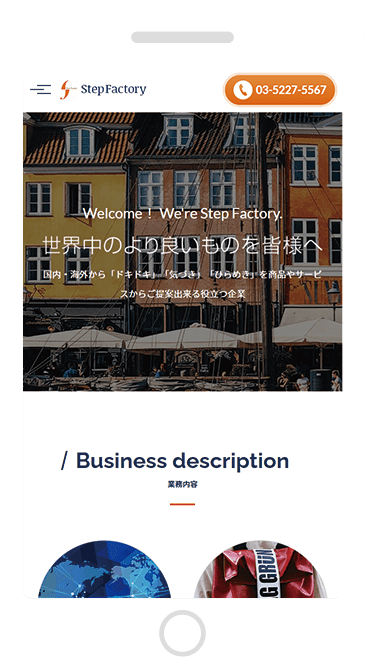 StepFactory
03-5227-5567
Welcome！ We're Step Factory.
世界中のより良いものを皆様へ
国内・海外から「ドキドキ」「気づき」「ひらめき」を商品やサービ
スからご提案出来る役立つ企業
/ Business description
業務内容
AG GRÜN